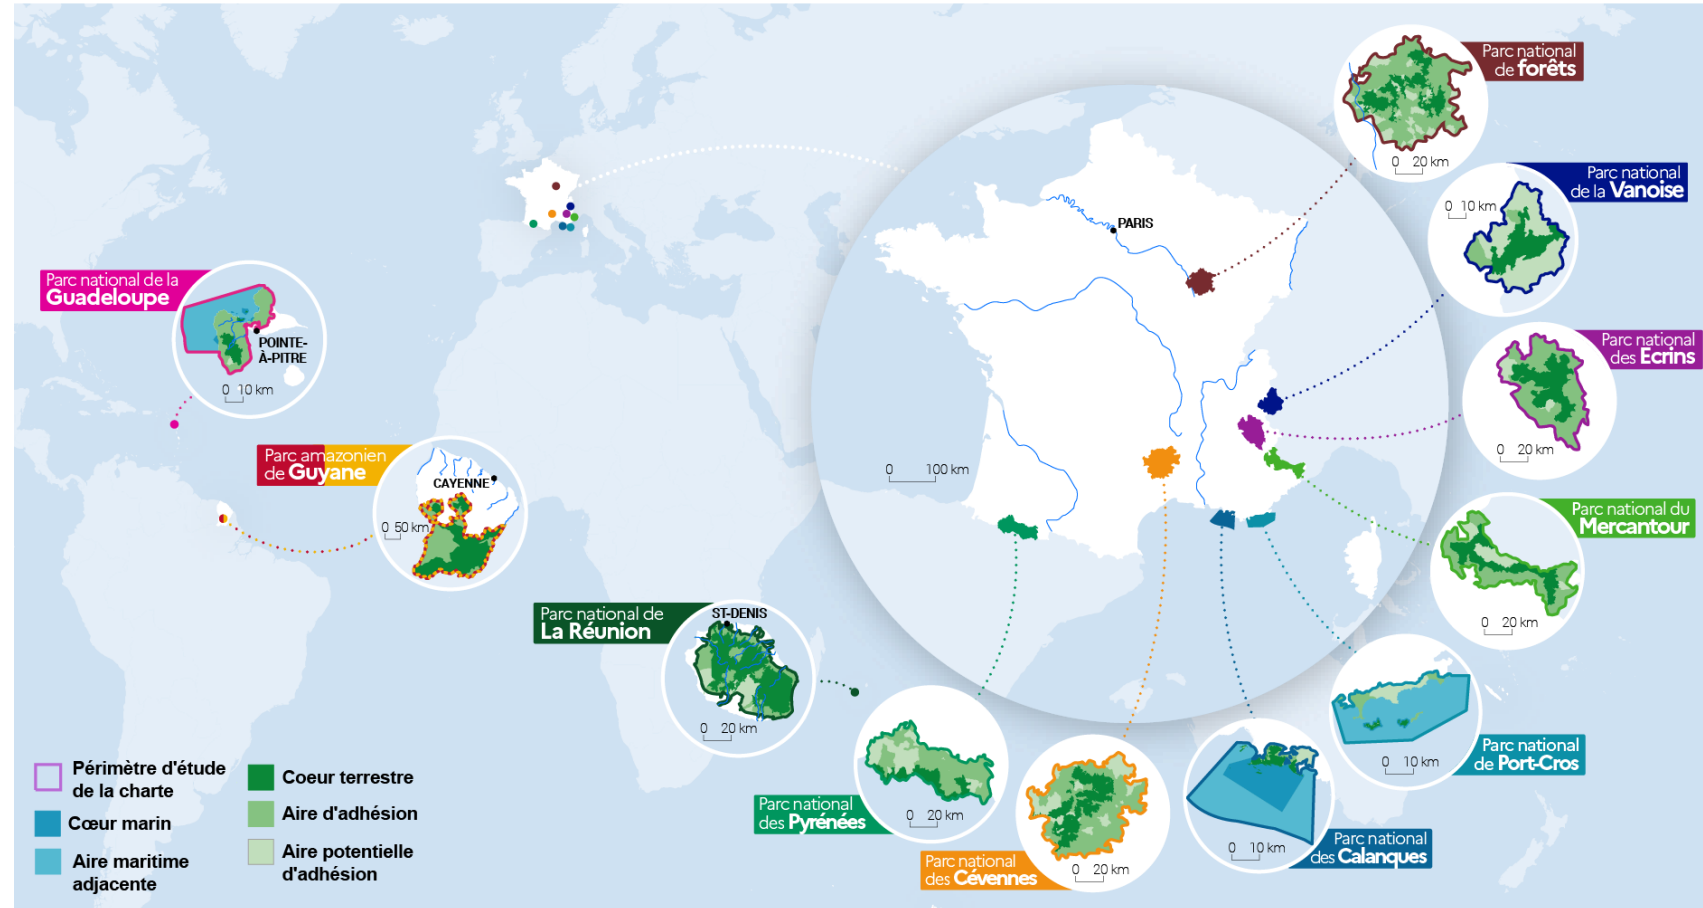 Parc national
de forêts
0 20 km
Parc national
de la Vanoise
0 10 km
PARIS
Parc national de la
Guadeloupe
POINTE-
À-PITRE
0 10 km
Parc national
des Ecrins
0 20 km
Parc amazonien
de Guyane
CAYENNE
0 50 km
0 100 km
Parc national du
Mercantour
0 20 km
Parc national de
La Réunion
ST-DENIS
0 20 km
Parc national
de Port-Cros
0 10 km
Parc national
des Pyrénées
0 20 km
Parc national
des Cévennes
0 20 km
Parc national
des Calanques
0 10 km
Périmètre d'étude
de la charte
Cœur marin
Aire maritime
adjacente
Coeur terrestre
Aire d'adhésion
Aire potentielle
d'adhésion